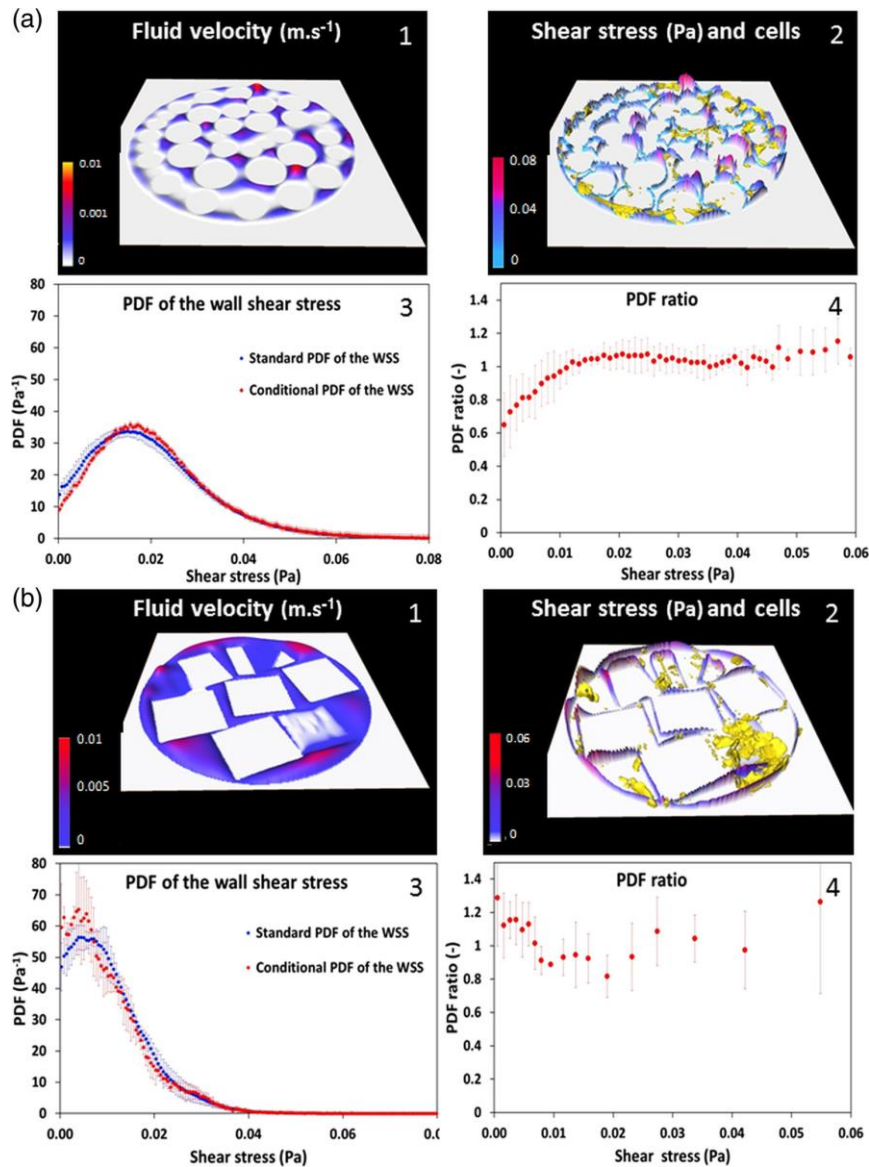 (a)
Fluid velocity (m.s⁻¹) 1
0.01
0.001
0
Shear stress (Pa) and cells 2
0.08
0.04
0
PDF of the wall shear stress 3
Standard PDF of the WSS
Conditional PDF of the WSS
PDF (Pa⁻¹)
80
70
60
50
40
30
20
10
0
0.00 0.02 0.04 0.06 0.08
Shear stress (Pa)
PDF ratio 4
PDF ratio (-)
1.4
1.2
1
0.8
0.6
0.4
0.2
0
0.00 0.01 0.02 0.03 0.04 0.05 0.06
Shear stress (Pa)
(b)
Fluid velocity (m.s⁻¹) 1
0.01
0.005
0
Shear stress (Pa) and cells 2
0.06
0.03
0
PDF of the wall shear stress 3
Standard PDF of the WSS
Conditional PDF of the WSS
PDF (Pa⁻¹)
80
70
60
50
40
30
20
10
0
0.00 0.02 0.04 0.06
Shear stress (Pa)
PDF ratio 4
PDF ratio (-)
1.4
1.2
1
0.8
0.6
0.4
0.2
0
0.00 0.01 0.02 0.03 0.04 0.05 0.06
Shear stress (Pa)